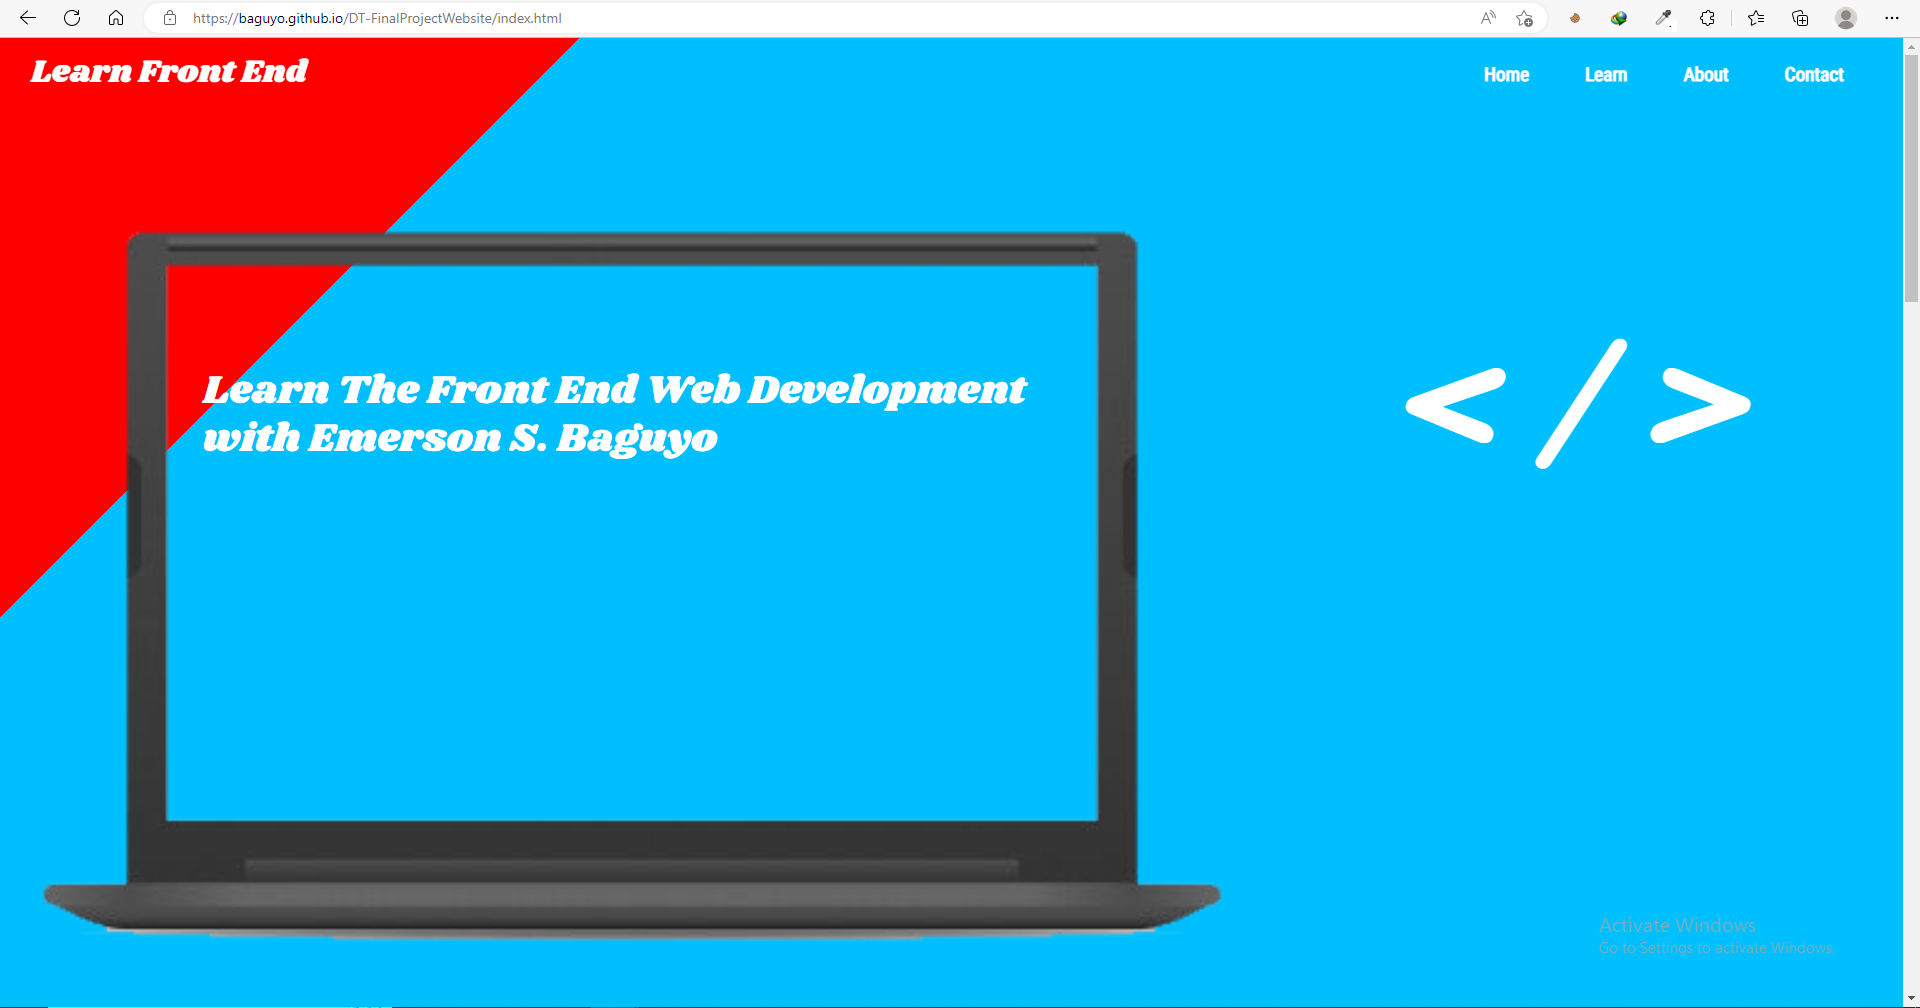 https://baguyo.github.io/DT-FinalProjectWebsite/index.html
Learn Front End
Home Learn About Contact
Learn The Front End Web Development
with Emerson S. Baguyo
</>
Activate Windows
Go to Settings to activate Windows.